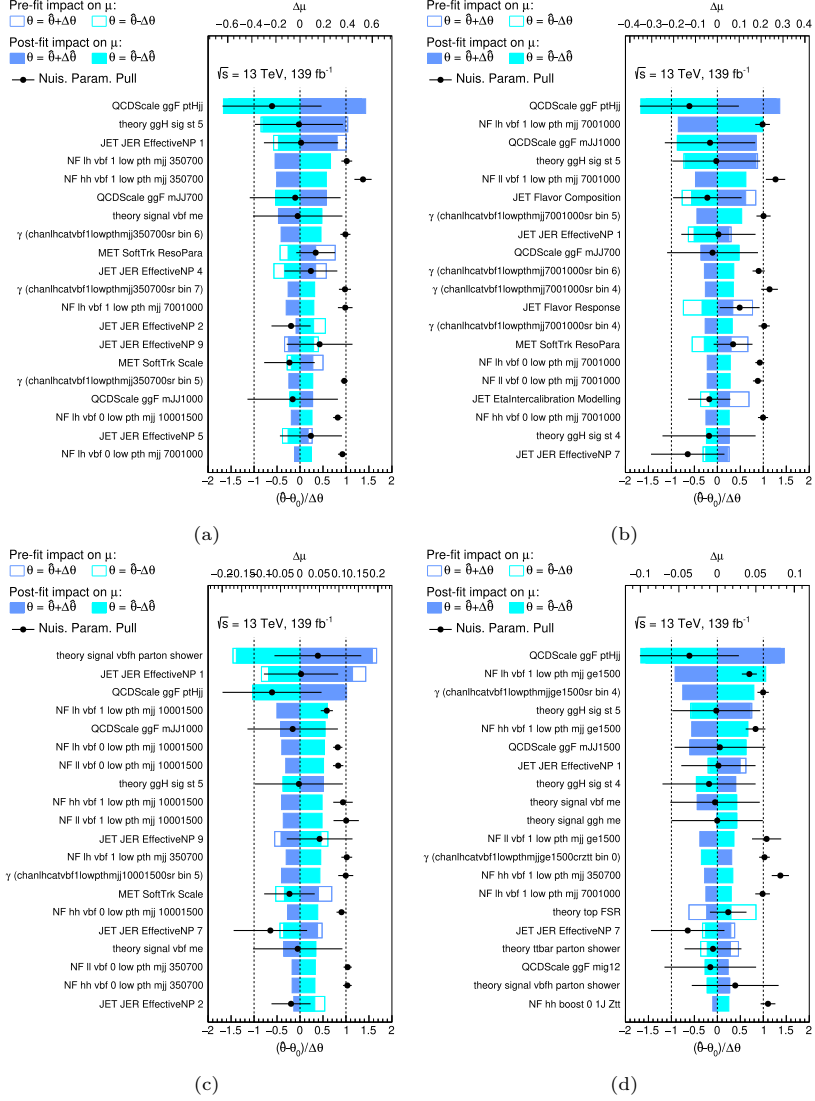 Pre-fit impact on μ:
θ = θ̂+Δθ θ = θ̂-Δθ
Post-fit impact on μ:
θ = θ̂+Δθ̂ θ = θ̂-Δθ̂
Nuis. Param. Pull
Δμ
−0.6 −0.4 −0.2 0 0.2 0.4 0.6
√s = 13 TeV, 139 fb⁻¹
QCDScale ggF ptHjj
theory ggH sig st 5
JET JER EffectiveNP 1
NF lh vbf 1 low pth mjj 350700
NF hh vbf 1 low pth mjj 350700
QCDScale ggF mJJ700
theory signal vbf me
γ (chanlhcatvbf1lowpthmjj350700sr bin 6)
MET SoftTrk ResoPara
JET JER EffectiveNP 4
γ (chanlhcatvbf1lowpthmjj350700sr bin 7)
NF lh vbf 1 low pth mjj 7001000
JET JER EffectiveNP 2
JET JER EffectiveNP 9
MET SoftTrk Scale
γ (chanlhcatvbf1lowpthmjj350700sr bin 5)
QCDScale ggF mJJ1000
NF lh vbf 0 low pth mjj 10001500
JET JER EffectiveNP 5
NF lh vbf 0 low pth mjj 7001000
−2 −1.5 −1 −0.5 0 0.5 1 1.5 2
(θ̂-θ₀)/Δθ
(a)
Pre-fit impact on μ:
θ = θ̂+Δθ θ = θ̂-Δθ
Post-fit impact on μ:
θ = θ̂+Δθ̂ θ = θ̂-Δθ̂
Nuis. Param. Pull
Δμ
−0.4 −0.3 −0.2 −0.1 0 0.1 0.2 0.3 0.4
√s = 13 TeV, 139 fb⁻¹
QCDScale ggF ptHjj
NF lh vbf 1 low pth mjj 7001000
QCDScale ggF mJJ1000
theory ggH sig st 5
NF ll vbf 1 low pth mjj 7001000
JET Flavor Composition
γ (chanlhcatvbf1lowpthmjj7001000sr bin 5)
JET JER EffectiveNP 1
QCDScale ggF mJJ700
γ (chanlhcatvbf1lowpthmjj7001000sr bin 6)
γ (chanlhcatvbf1lowpthmjj7001000sr bin 4)
JET Flavor Response
γ (chanlhcatvbf1lowpthmjj7001000sr bin 4)
MET SoftTrk ResoPara
NF lh vbf 0 low pth mjj 7001000
NF ll vbf 0 low pth mjj 7001000
JET EtaIntercalibration Modelling
NF hh vbf 0 low pth mjj 7001000
theory ggH sig st 4
JET JER EffectiveNP 7
−2 −1.5 −1 −0.5 0 0.5 1 1.5 2
(θ̂-θ₀)/Δθ
(b)
Pre-fit impact on μ:
θ = θ̂+Δθ θ = θ̂-Δθ
Post-fit impact on μ:
θ = θ̂+Δθ̂ θ = θ̂-Δθ̂
Nuis. Param. Pull
Δμ
−0.2−0.15−0.1−0.05 0 0.05 0.1 0.15 0.2
√s = 13 TeV, 139 fb⁻¹
theory signal vbfh parton shower
JET JER EffectiveNP 1
QCDScale ggF ptHjj
NF lh vbf 1 low pth mjj 10001500
QCDScale ggF mJJ1000
NF lh vbf 0 low pth mjj 10001500
NF ll vbf 0 low pth mjj 10001500
theory ggH sig st 5
NF hh vbf 1 low pth mjj 10001500
NF ll vbf 1 low pth mjj 10001500
JET JER EffectiveNP 9
NF lh vbf 1 low pth mjj 350700
γ (chanlhcatvbf1lowpthmjj10001500sr bin 5)
MET SoftTrk Scale
NF hh vbf 0 low pth mjj 10001500
JET JER EffectiveNP 7
theory signal vbf me
NF ll vbf 0 low pth mjj 350700
NF hh vbf 0 low pth mjj 350700
JET JER EffectiveNP 2
−2 −1.5 −1 −0.5 0 0.5 1 1.5 2
(θ̂-θ₀)/Δθ
(c)
Pre-fit impact on μ:
θ = θ̂+Δθ θ = θ̂-Δθ
Post-fit impact on μ:
θ = θ̂+Δθ̂ θ = θ̂-Δθ̂
Nuis. Param. Pull
Δμ
−0.1 −0.05 0 0.05 0.1
√s = 13 TeV, 139 fb⁻¹
QCDScale ggF ptHjj
NF lh vbf 1 low pth mjj ge1500
γ (chanlhcatvbf1lowpthmjjge1500sr bin 4)
theory ggH sig st 5
NF hh vbf 1 low pth mjj ge1500
QCDScale ggF mJJ1500
JET JER EffectiveNP 1
theory ggH sig st 4
theory signal vbf me
theory signal ggh me
NF ll vbf 1 low pth mjj ge1500
γ (chanlhcatvbf1lowpthmjjge1500crztt bin 0)
NF hh vbf 1 low pth mjj 350700
NF lh vbf 1 low pth mjj 7001000
theory top FSR
JET JER EffectiveNP 7
theory ttbar parton shower
QCDScale ggF mig12
theory signal vbfh parton shower
NF hh boost 0 1J Ztt
−2 −1.5 −1 −0.5 0 0.5 1 1.5 2
(θ̂-θ₀)/Δθ
(d)